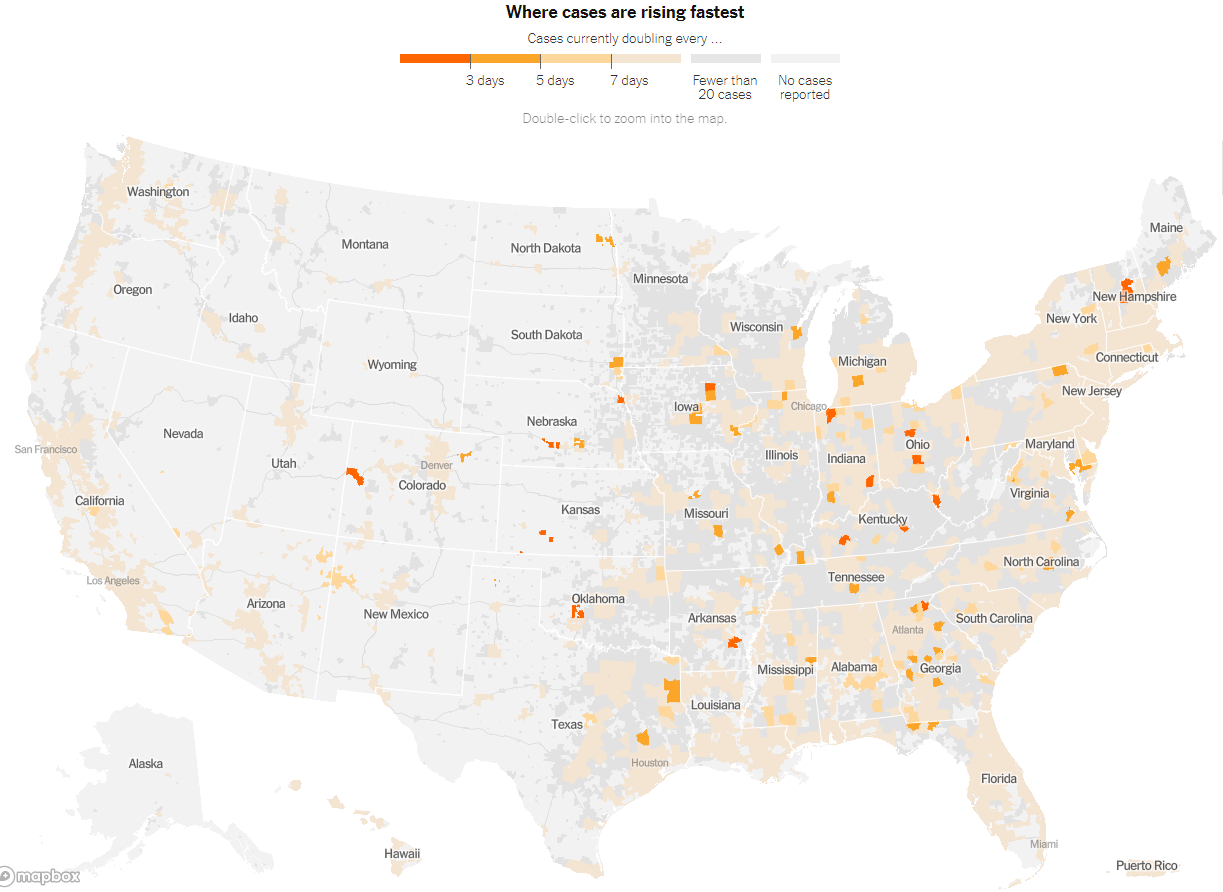 Where cases are rising fastest
Cases currently doubling every ...
3 days
5 days
7 days
Fewer than
20 cases
No cases
reported
Double-click to zoom into the map.
Washington
Montana
North Dakota
Minnesota
Maine
Oregon
Idaho
South Dakota
Wisconsin
New Hampshire
New York
Wyoming
Michigan
Connecticut
New Jersey
Nebraska
Iowa
Chicago
San Francisco
Nevada
Utah
Denver
Colorado
Illinois
Indiana
Ohio
Maryland
California
Kansas
Missouri
Kentucky
Virginia
Los Angeles
Arizona
New Mexico
Oklahoma
Arkansas
Tennessee
North Carolina
South Carolina
Atlanta
Texas
Louisiana
Mississippi
Alabama
Georgia
Houston
Florida
Miami
Alaska
Hawaii
Puerto Rico
mapbox